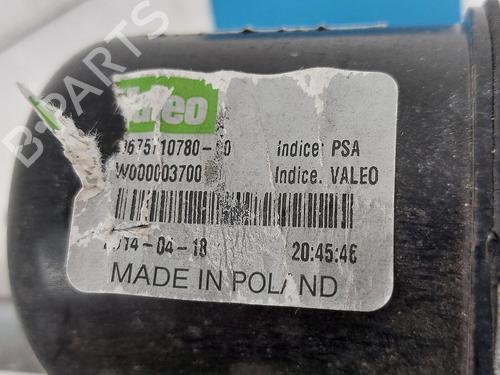 B-PARTS
Valeo
9675710780-00 Indice: PSA
W000003700 Indice. VALEO
2014-04-18 20:45:46
MADE IN POLAND